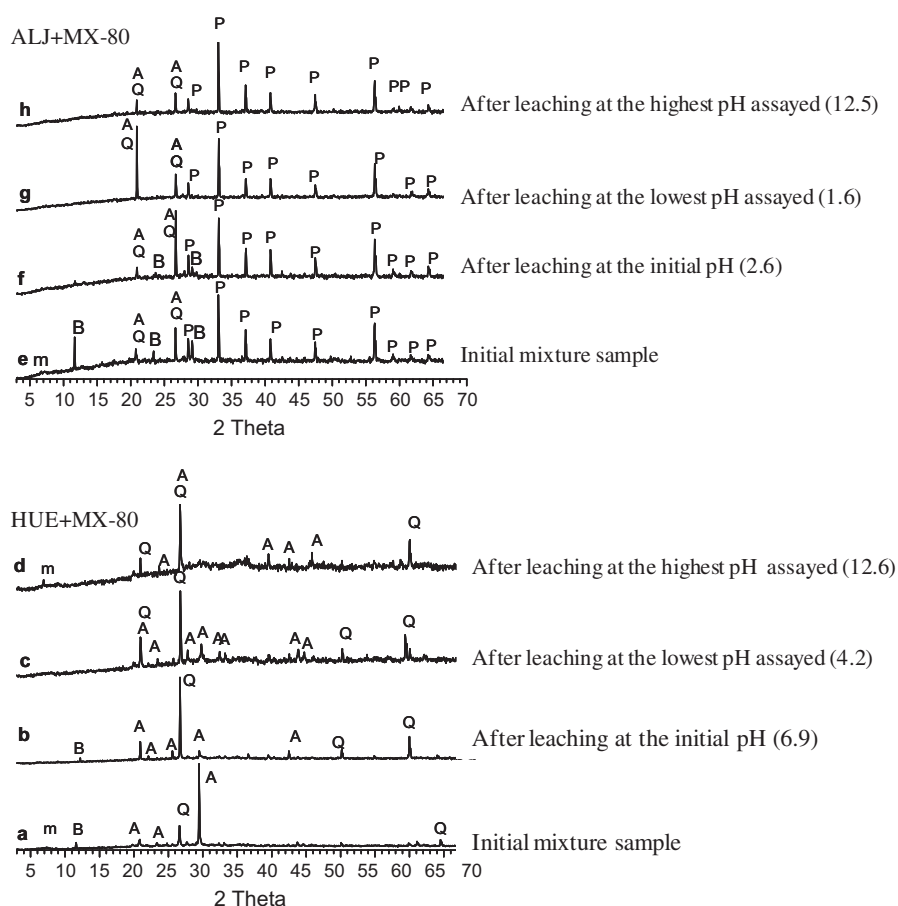 ALJ+MX-80
P
A
Q
A
Q
P
P
P
P
P
PP
P
h
After leaching at the highest pH assayed (12.5)
A
Q
A
Q
P
P
P
P
P
P
P
P
g
After leaching at the lowest pH assayed (1.6)
A
Q
B
A
Q
P
B
P
P
P
P
P
P
P
P
f
After leaching at the initial pH (2.6)
e
m
B
A
Q
B
A
Q
P
B
P
P
P
P
P
P
P
P
Initial mixture sample
5 10 15 20 25 30 35 40 45 50 55 60 65 70
2 Theta
HUE+MX-80
A
Q
d
m
Q
A
A
A
A
Q
After leaching at the highest pH assayed (12.6)
Q
A
A
Q
A
A
A
A
A
A
Q
Q
c
After leaching at the lowest pH assayed (4.2)
b
B
A
A
A
Q
A
A
Q
Q
After leaching at the initial pH (6.9)
a
m
B
A
A
Q
A
Q
Initial mixture sample
5 10 15 20 25 30 35 40 45 50 55 60 65 70
2 Theta